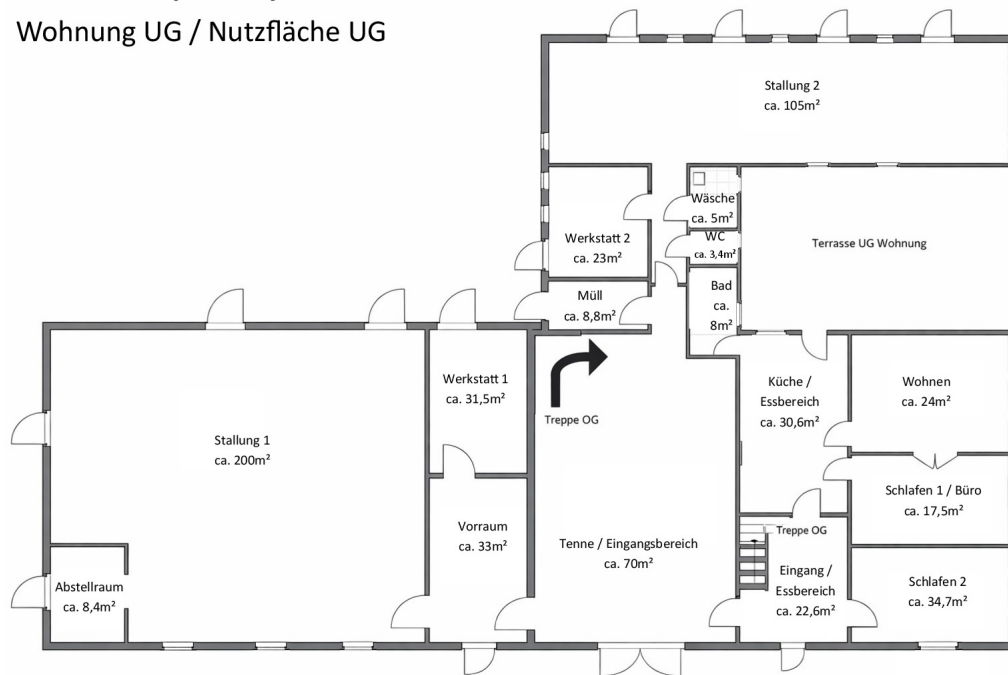 Wohnung UG / Nutzfläche UG
Stallung 2
ca. 105m²
Wäsche
ca. 5m²
Werkstatt 2
ca. 23m²
WC
ca. 3,4m²
Terrasse UG Wohnung
Müll
ca. 8,8m²
Bad
ca.
8m²
Werkstatt 1
ca. 31,5m²
Küche /
Essbereich
ca. 30,6m²
Wohnen
ca. 24m²
Treppe OG
Stallung 1
ca. 200m²
Schlafen 1 / Büro
ca. 17,5m²
Vorraum
ca. 33m²
Treppe OG
Tenne / Eingangsbereich
ca. 70m²
Eingang /
Essbereich
ca. 22,6m²
Abstellraum
ca. 8,4m²
Schlafen 2
ca. 34,7m²